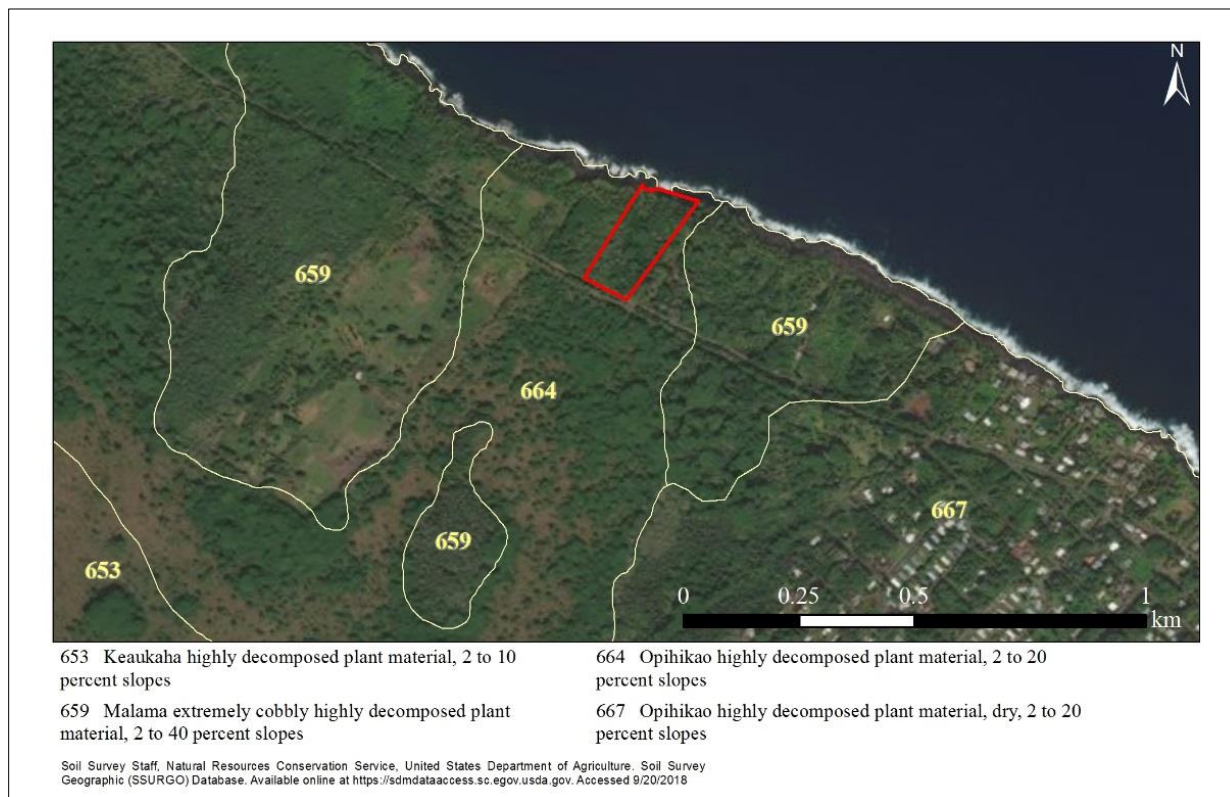 N
659
659
664
659
667
653
0 0.25 0.5 1
km
653 Keaukaha highly decomposed plant material, 2 to 10
percent slopes
659 Malama extremely cobbly highly decomposed plant
material, 2 to 40 percent slopes
664 Opihikao highly decomposed plant material, 2 to 20
percent slopes
667 Opihikao highly decomposed plant material, dry, 2 to 20
percent slopes
Soil Survey Staff, Natural Resources Conservation Service, United States Department of Agriculture. Soil Survey
Geographic (SSURGO) Database. Available online at https://sdmdataaccess.sc.egov.usda.gov. Accessed 9/20/2018